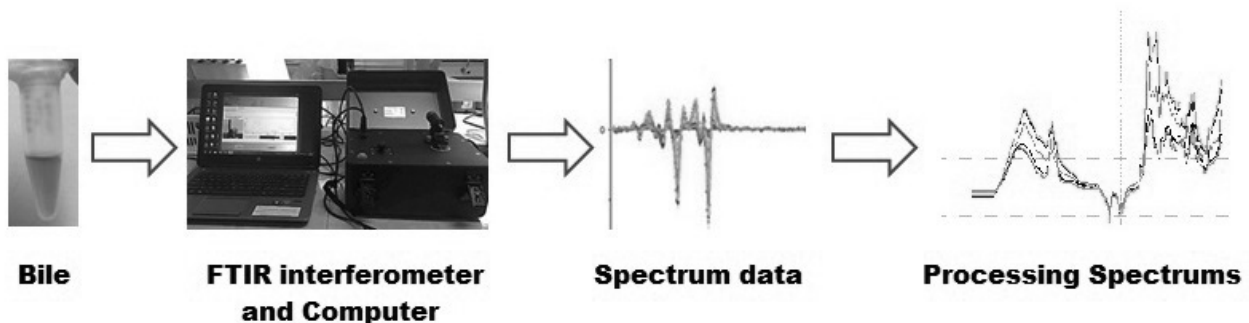 Bile
FTIR interferometer
and Computer
Spectrum data
Processing Spectrums